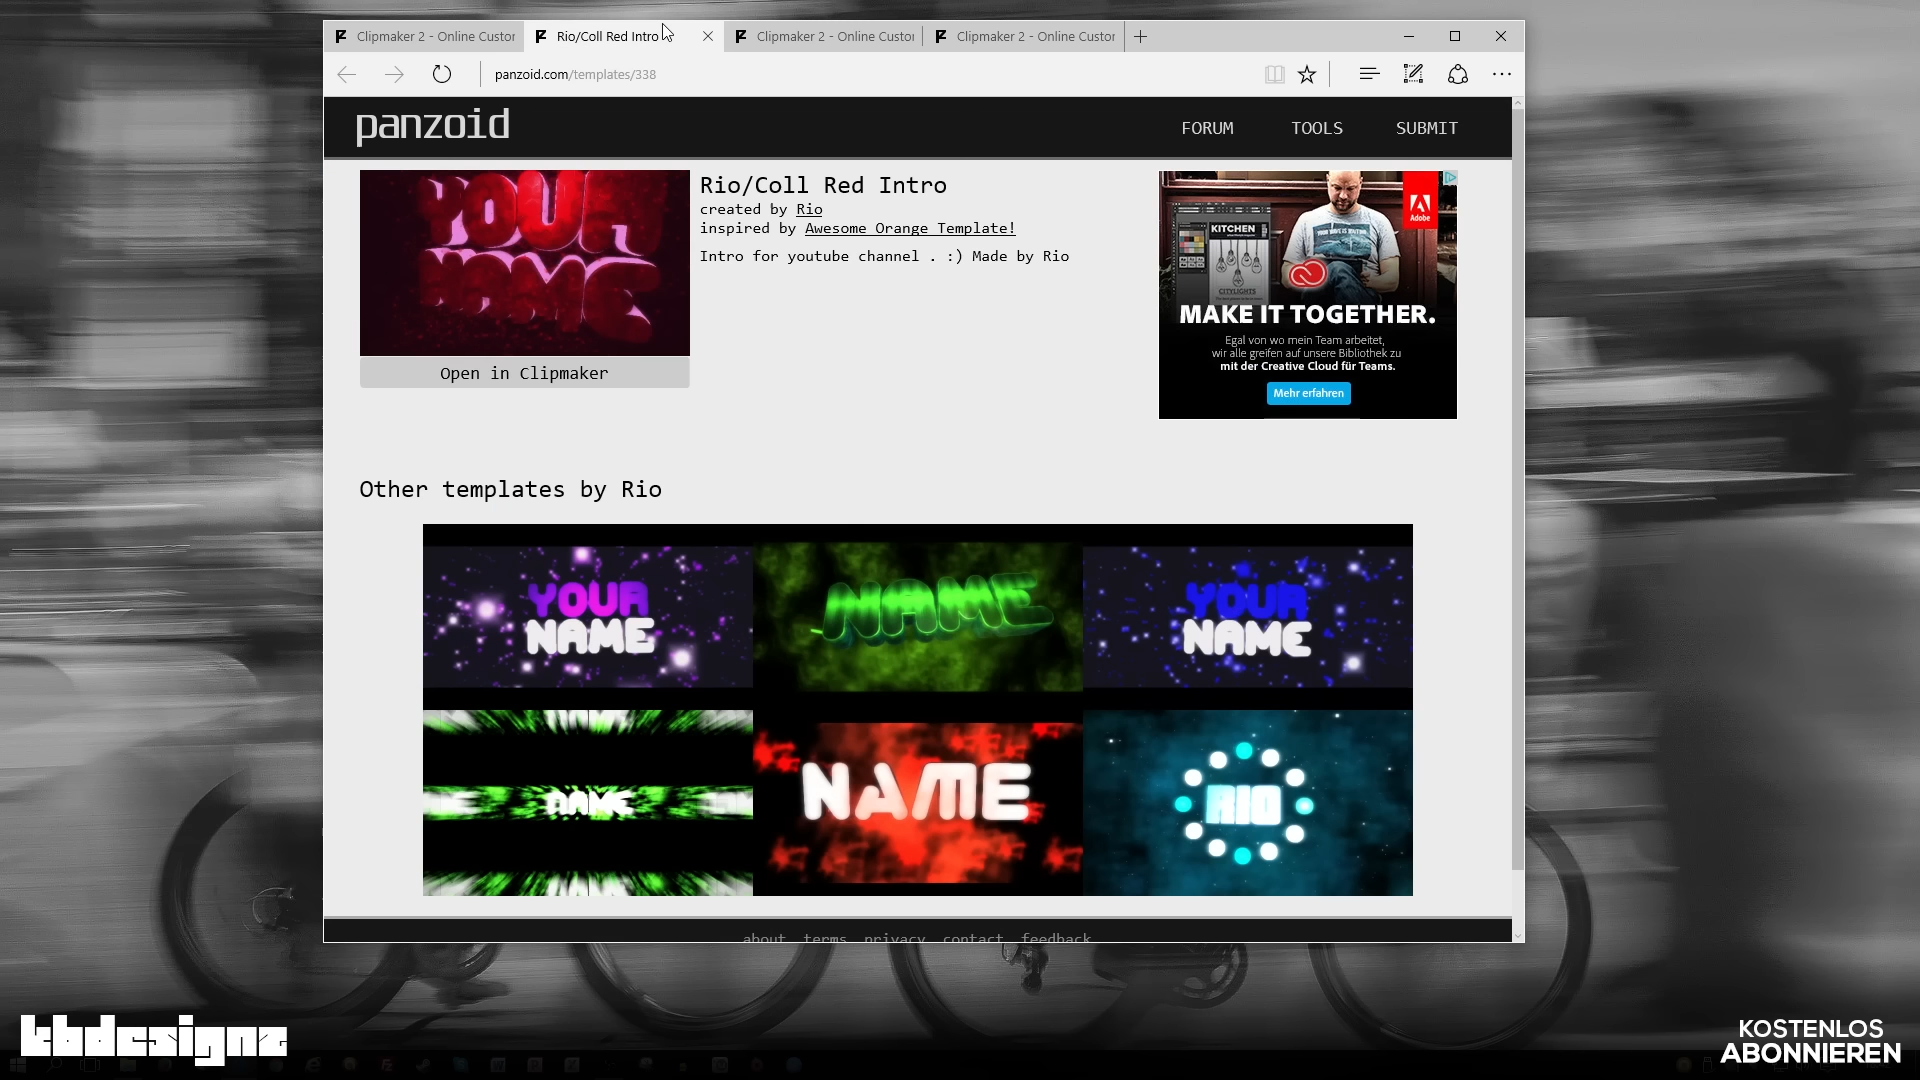 Clipmaker 2 - Online Custor
Rio/Coll Red Intro
Clipmaker 2 - Online Custor
Clipmaker 2 - Online Custor
panzoid.com/templates/338
panzoid
FORUM
TOOLS
SUBMIT
YOUR
NAME
Open in Clipmaker
Rio/Coll Red Intro
created by Rio
inspired by Awesome Orange Template!
Intro for youtube channel . :) Made by Rio
Adobe
KITCHEN
CITYLIGHTS
MAKE IT TOGETHER.
Egal von wo mein Team arbeitet,
wir alle greifen auf unsere Bibliothek zu
mit der Creative Cloud für Teams.
Mehr erfahren
Other templates by Rio
YOUR
NAME
NAME
YOUR
NAME
NAME
NAME
RIO
about terms privacy contact feedback
kbdesignz
KOSTENLOS
ABONNIEREN